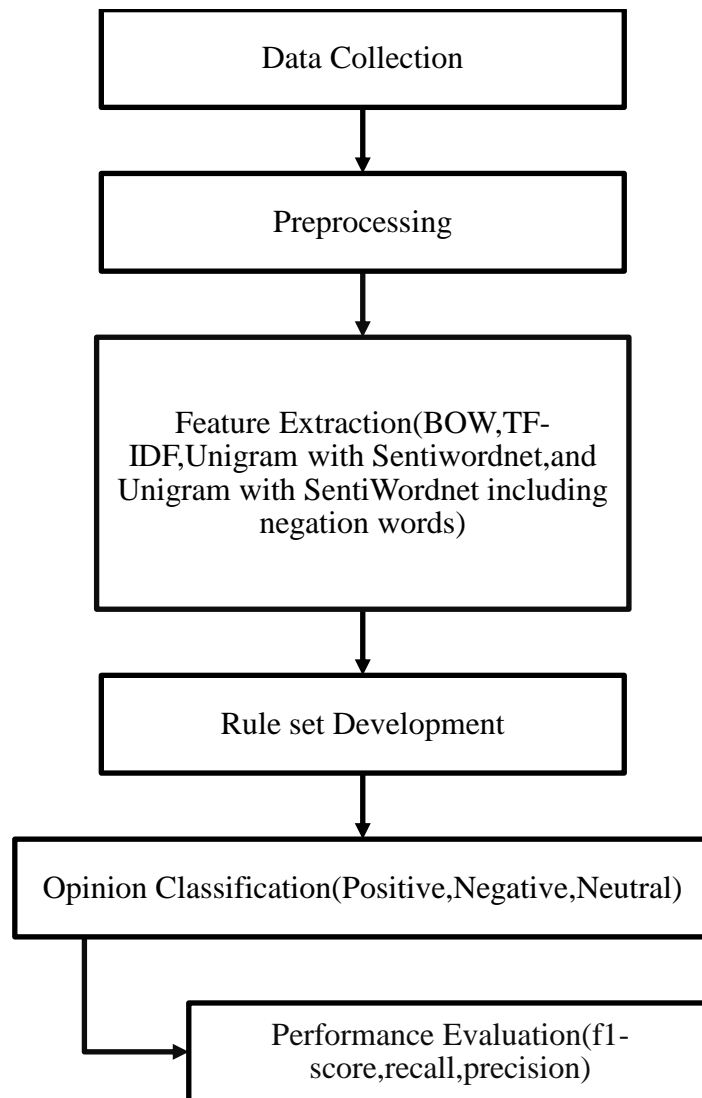 Data Collection
Preprocessing
Feature Extraction(BOW,TF-
IDF,Unigram with Sentiwordnet,and
Unigram with SentiWordnet including
negation words)
Rule set Development
Opinion Classification(Positive,Negative,Neutral)
Performance Evaluation(f1-
score,recall,precision)